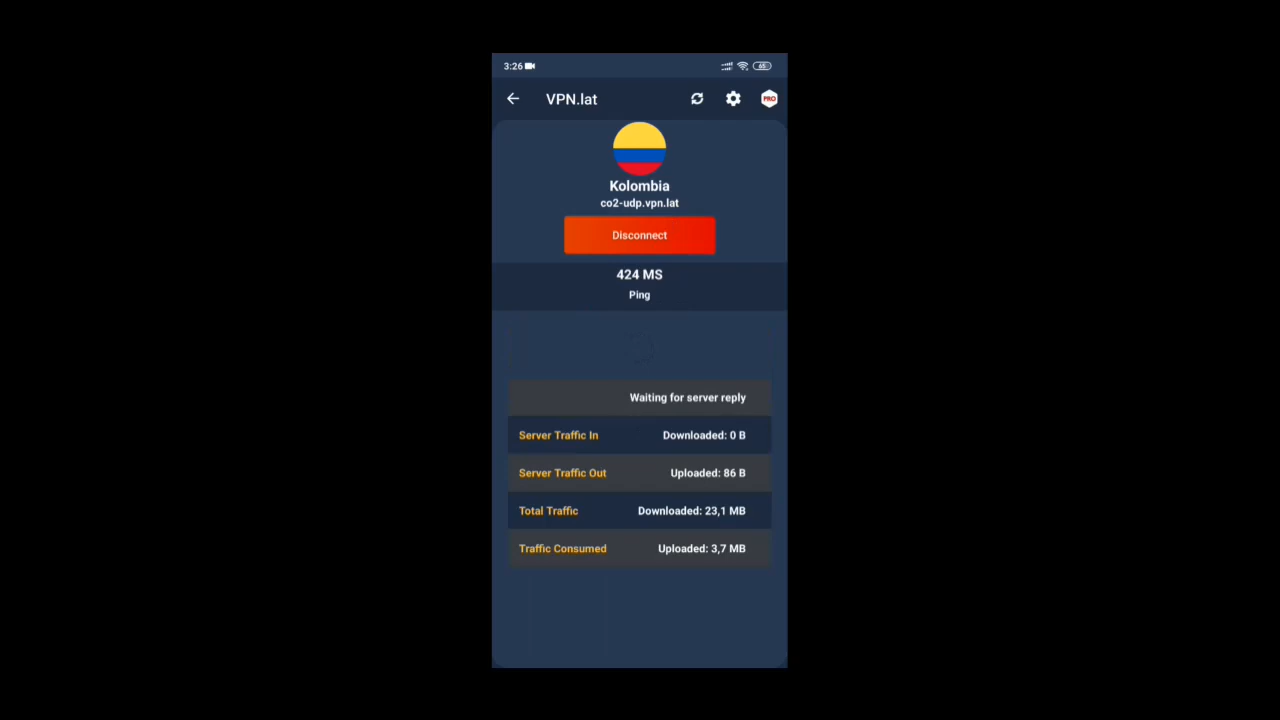 3:26
65
VPN.lat
PRO
Kolombia
co2-udp.vpn.lat
Disconnect
424 MS
Ping
Waiting for server reply
Server Traffic In Downloaded: 0 B
Server Traffic Out Uploaded: 86 B
Total Traffic Downloaded: 23,1 MB
Traffic Consumed Uploaded: 3,7 MB